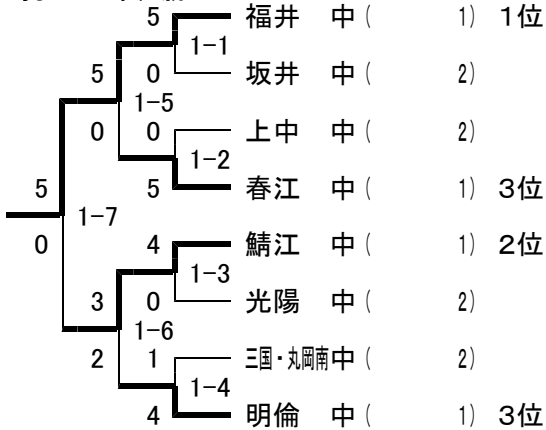 5 福井 中( 1) 1位
1-1
5 0 坂井 中( 2)
1-5
0 0 上中 中( 2)
1-2
5 5 春江 中( 1) 3位
1-7
0 4 鯖江 中( 1) 2位
1-3
3 0 光陽 中( 2)
1-6
2 1 三国・丸岡南中( 2)
1-4
4 明倫 中( 1) 3位